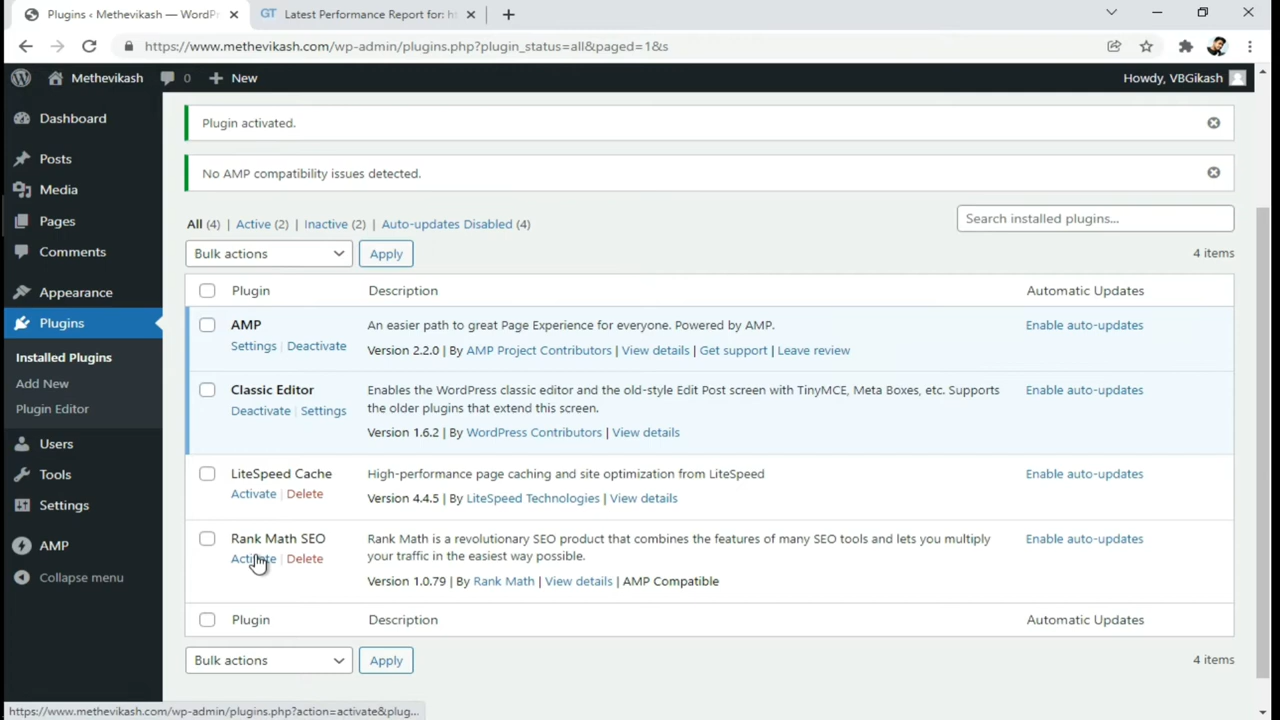 Plugins ‹ Methevikash — WordPr
GT Latest Performance Report for: ht
https://www.methevikash.com/wp-admin/plugins.php?plugin_status=all&paged=1&s
Methevikash 0 New Howdy, VBGikash
Dashboard
Posts
Media
Pages
Comments
Appearance
Plugins
Installed Plugins
Add New
Plugin Editor
Users
Tools
Settings
AMP
Collapse menu
Plugin activated.
No AMP compatibility issues detected.
All (4) | Active (2) | Inactive (2) | Auto-updates Disabled (4)
Search installed plugins...
Bulk actions Apply 4 items
Plugin Description Automatic Updates
AMP An easier path to great Page Experience for everyone. Powered by AMP. Enable auto-updates
Settings | Deactivate Version 2.2.0 | By AMP Project Contributors | View details | Get support | Leave review
Classic Editor Enables the WordPress classic editor and the old-style Edit Post screen with TinyMCE, Meta Boxes, etc. Supports Enable auto-updates
Deactivate | Settings the older plugins that extend this screen.
Version 1.6.2 | By WordPress Contributors | View details
LiteSpeed Cache High-performance page caching and site optimization from LiteSpeed Enable auto-updates
Activate | Delete Version 4.4.5 | By LiteSpeed Technologies | View details
Rank Math SEO Rank Math is a revolutionary SEO product that combines the features of many SEO tools and lets you multiply Enable auto-updates
Activate | Delete your traffic in the easiest way possible.
Version 1.0.79 | By Rank Math | View details | AMP Compatible
Plugin Description Automatic Updates
Bulk actions Apply 4 items
https://www.methevikash.com/wp-admin/plugins.php?action=activate&plug...